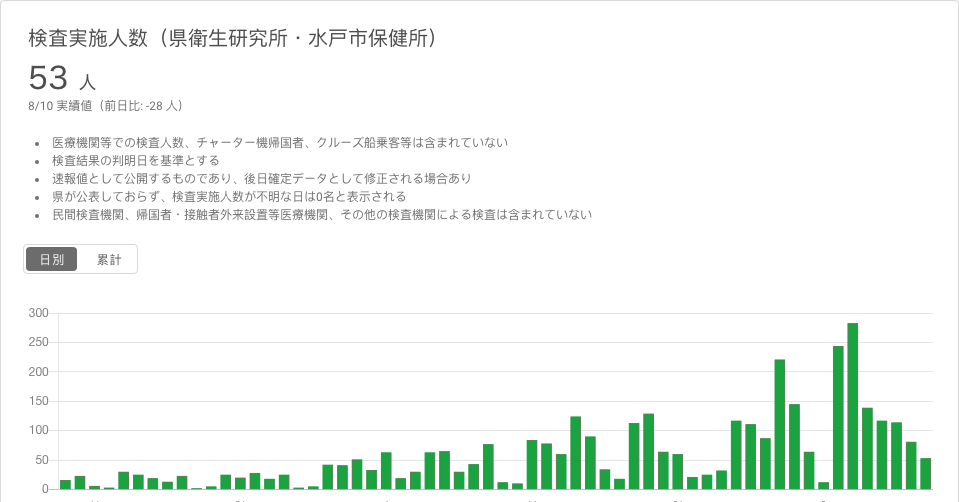 検査実施人数（県衛生研究所・水戸市保健所）
53 人
8/10 実績値（前日比: -28 人）
• 医療機関等での検査人数、チャーター機帰国者、クルーズ船乗客等は含まれていない
• 検査結果の判明日を基準とする
• 速報値として公開するものであり、後日確定データとして修正される場合あり
• 県が公表しておらず、検査実施人数が不明な日は0名と表示される
• 民間検査機関、帰国者・接触者外来設置等医療機関、その他の検査機関による検査は含まれていない
日別 累計
300
250
200
150
100
50
0